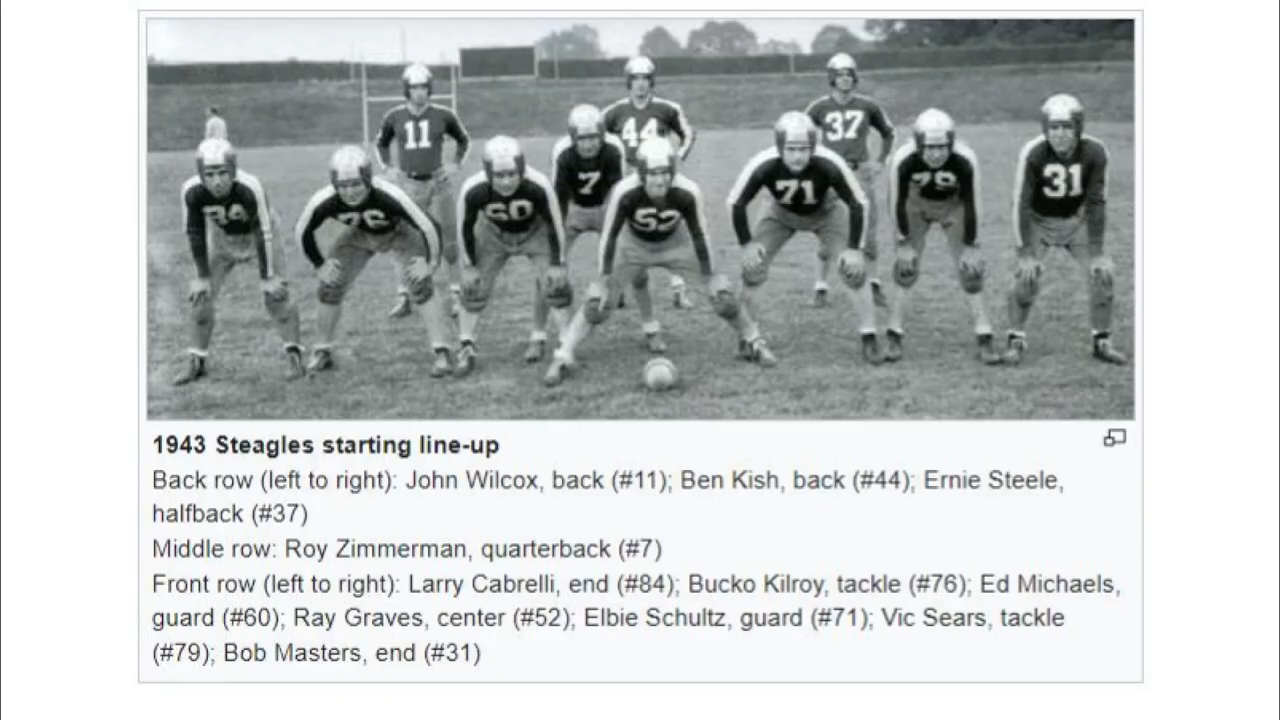 11
44
37
7
84
76
60
52
71
79
31
1943 Steagles starting line-up
Back row (left to right): John Wilcox, back (#11); Ben Kish, back (#44); Ernie Steele,
halfback (#37)
Middle row: Roy Zimmerman, quarterback (#7)
Front row (left to right): Larry Cabrelli, end (#84); Bucko Kilroy, tackle (#76); Ed Michaels,
guard (#60); Ray Graves, center (#52); Elbie Schultz, guard (#71); Vic Sears, tackle
(#79); Bob Masters, end (#31)